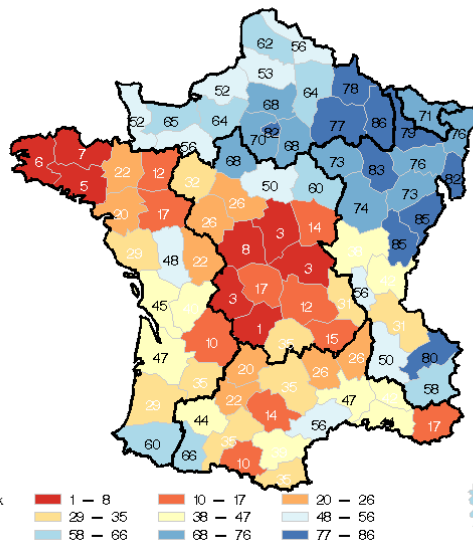 62 56
53
52 68 64 78
52 65 64 77 86 71
56 70 82 68 79 76
7 22 12 68 73 83 76 82
6 32 50 60
5 26 73
20 17 26 14 74 85
3
29 48 22 8 3 85
17 56
45 3 12 31 31
10 1 15 50 80
47 35 20 26 26 58
35 22 35 47
29 44 14 56 17
60 66 35
10
k 1 – 8 10 – 17 20 – 26
29 – 35 38 – 47 48 – 56
58 – 66 68 – 76 77 – 86